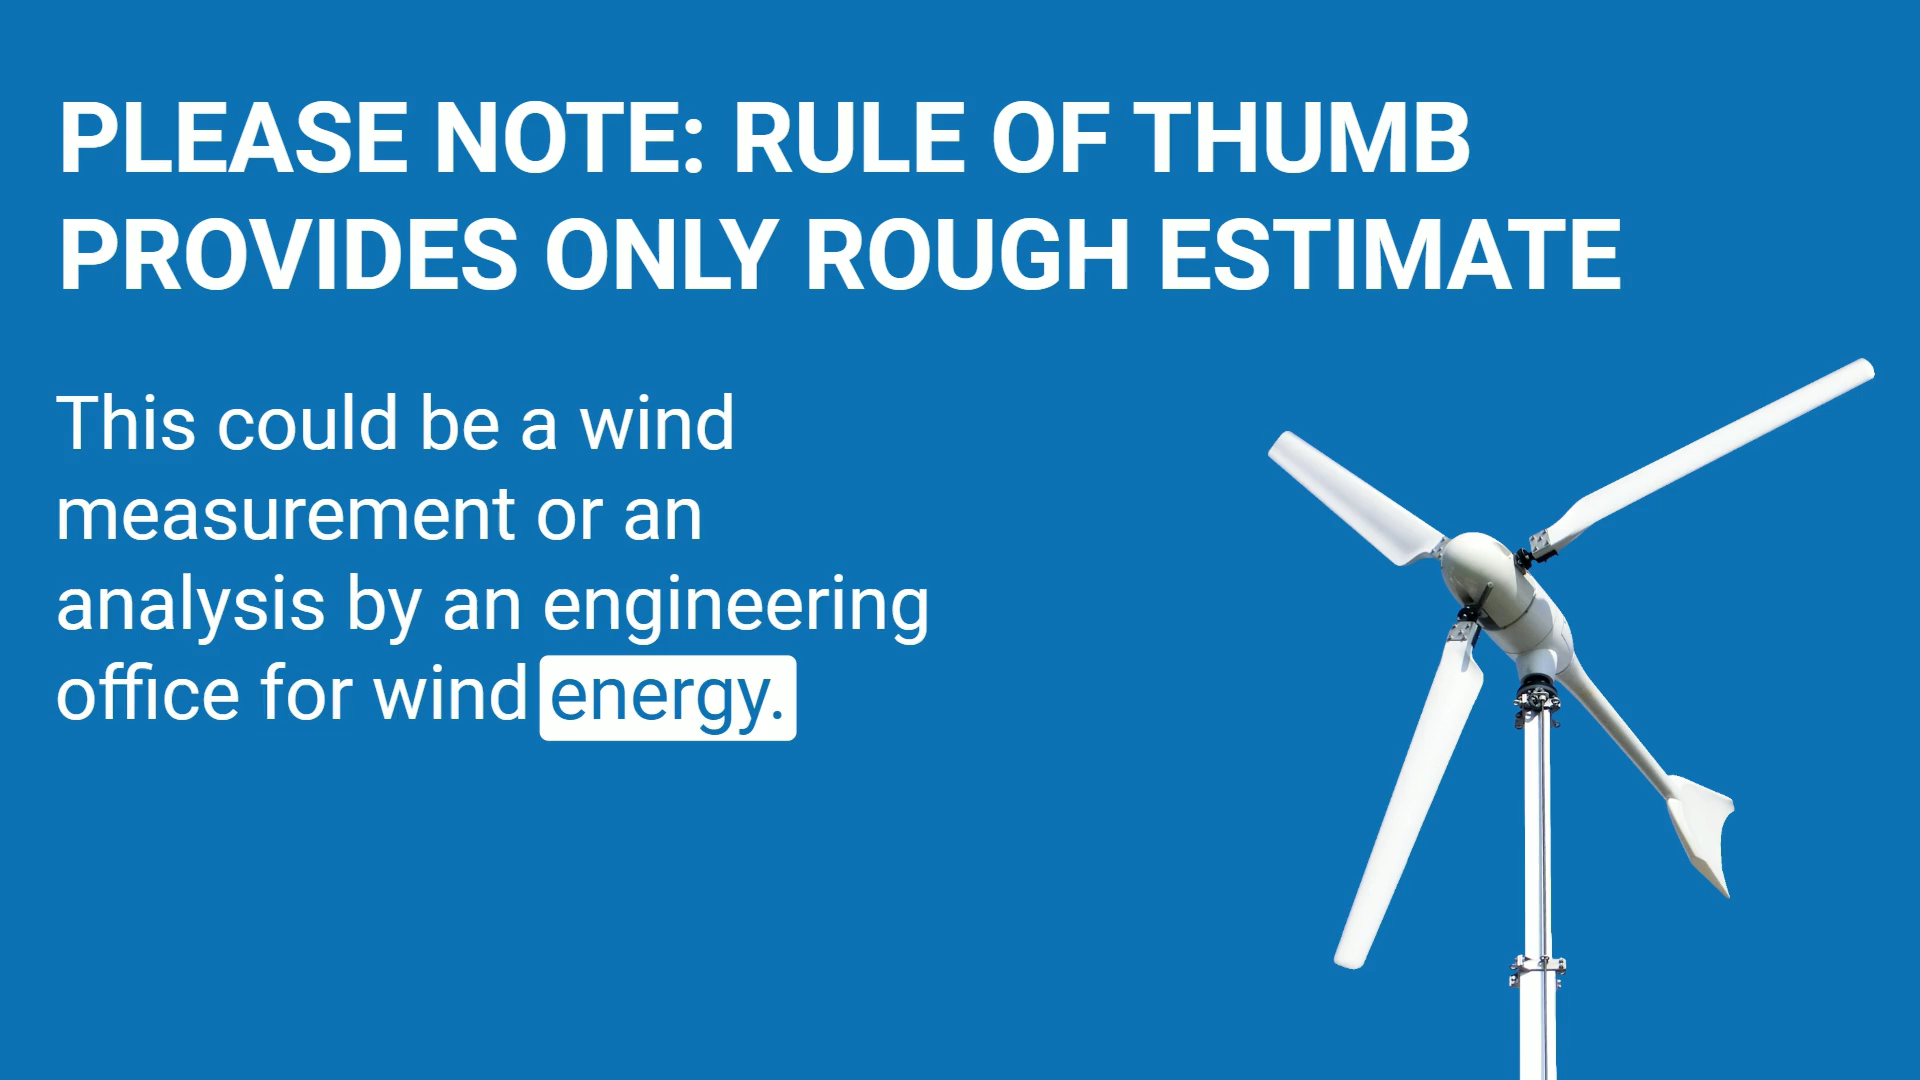 PLEASE NOTE: RULE OF THUMB
PROVIDES ONLY ROUGH ESTIMATE
This could be a wind
measurement or an
analysis by an engineering
office for wind energy.